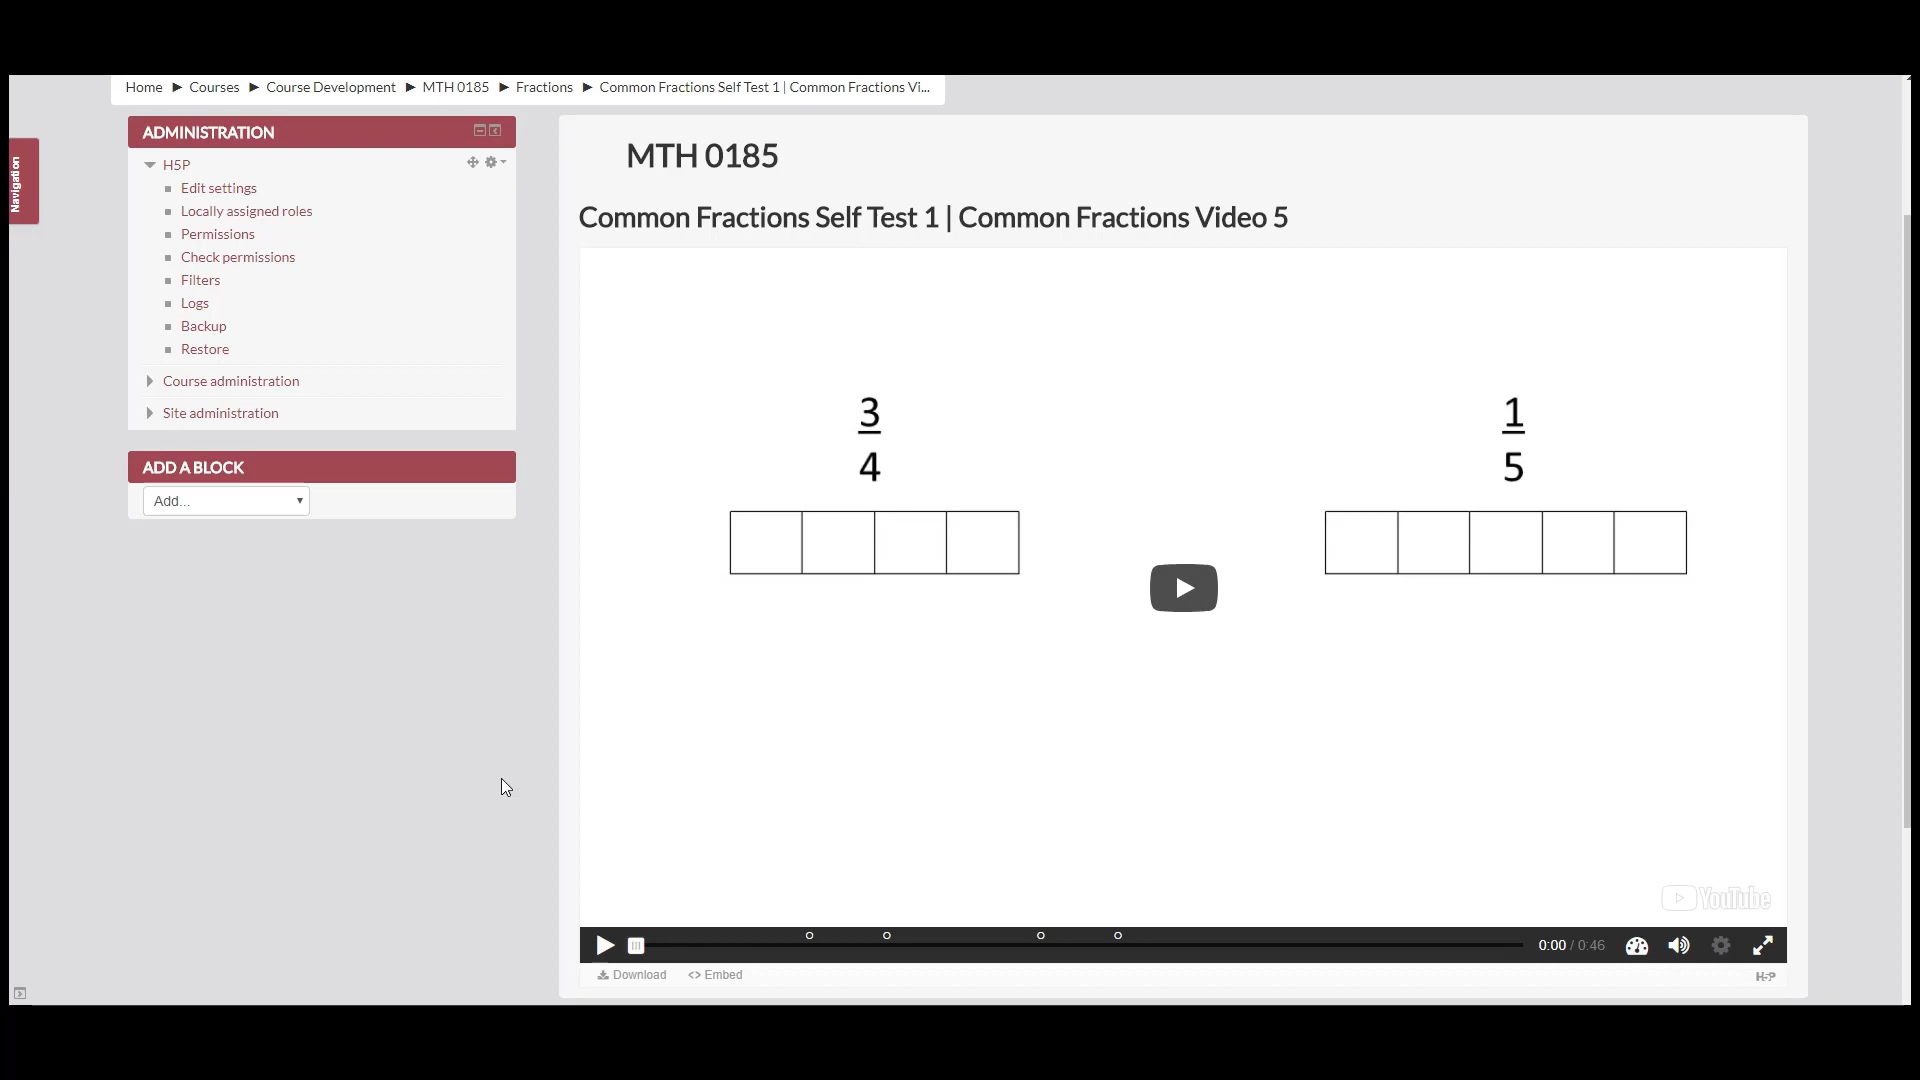 Home ► Courses ► Course Development ► MTH 0185 ► Fractions ► Common Fractions Self Test 1 | Common Fractions Vi...
Navigation
ADMINISTRATION
H5P
Edit settings
Locally assigned roles
Permissions
Check permissions
Filters
Logs
Backup
Restore
Course administration
Site administration
ADD A BLOCK
Add...
MTH 0185
Common Fractions Self Test 1 | Common Fractions Video 5
3
4
1
5
YouTube
0:00 / 0:46
Download <> Embed
H5P